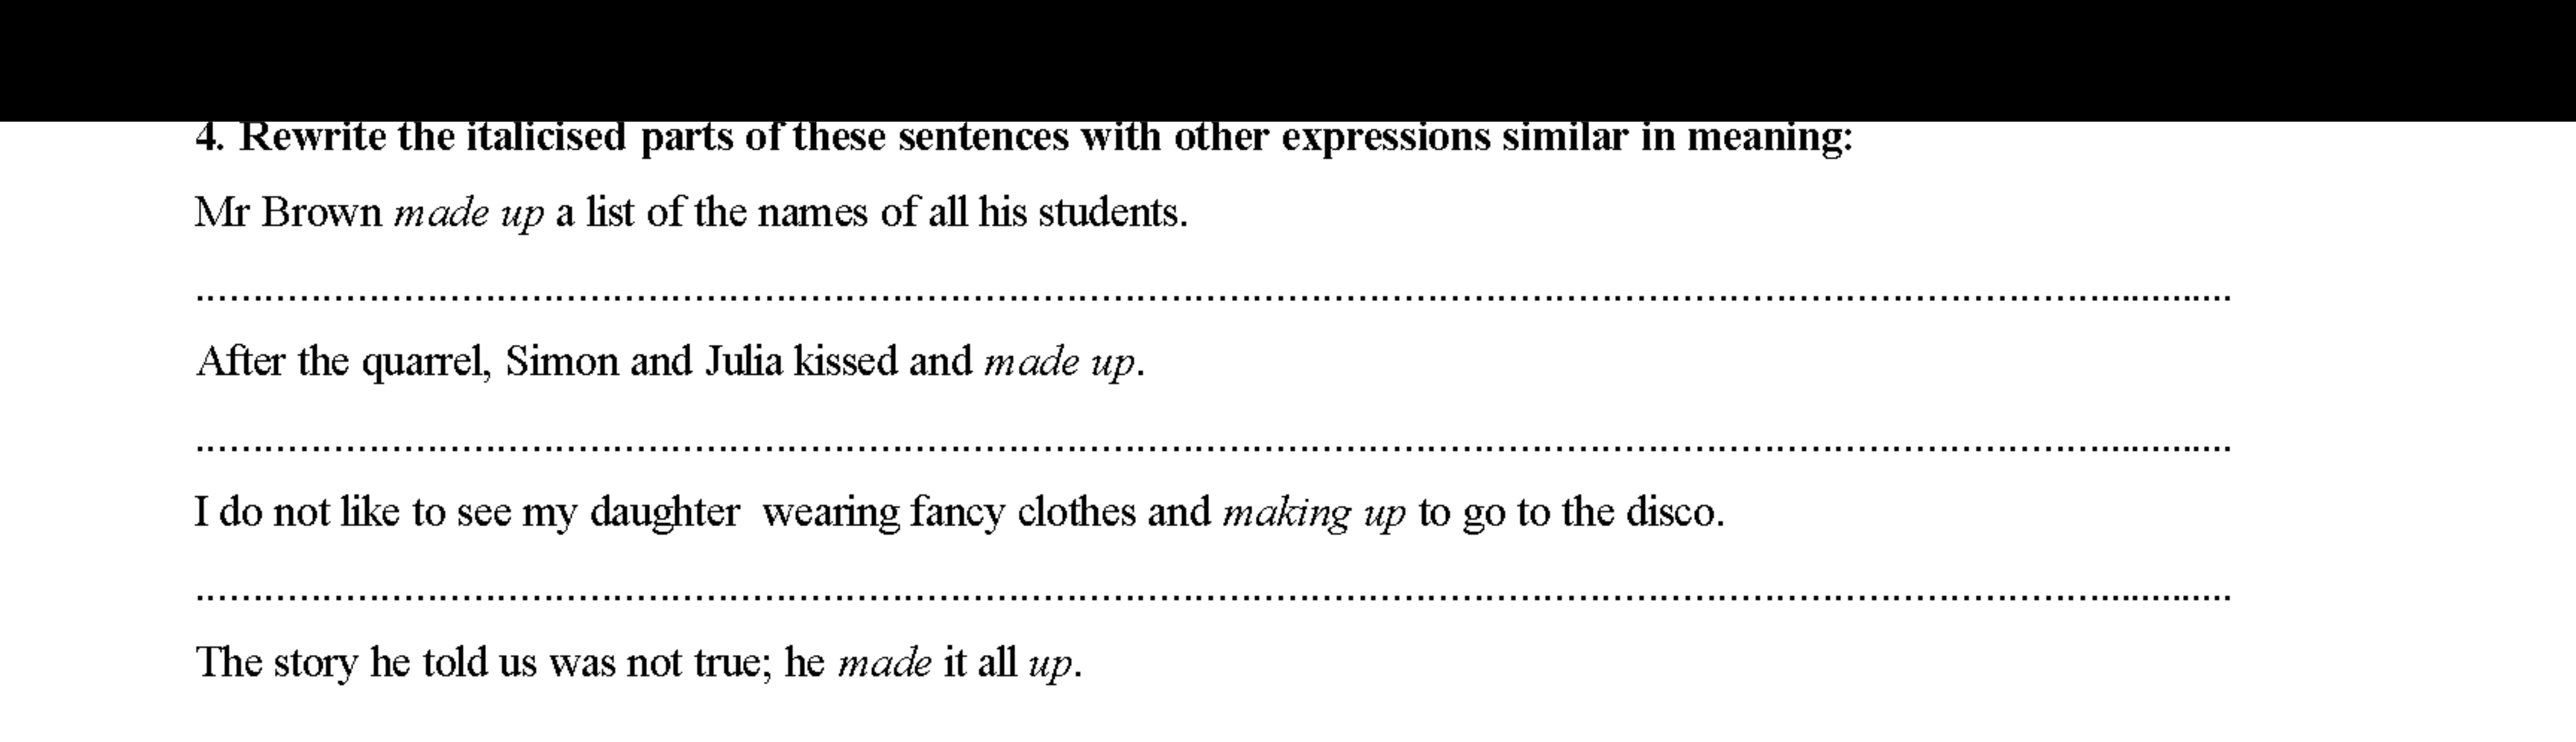 4. Rewrite the italicised parts of these sentences with other expressions similar in meaning:
Mr Brown made up a list of the names of all his students.
After the quarrel, Simon and Julia kissed and made up.
I do not like to see my daughter  wearing fancy clothes and making up to go to the disco.
The story he told us was not true; he made it all up.